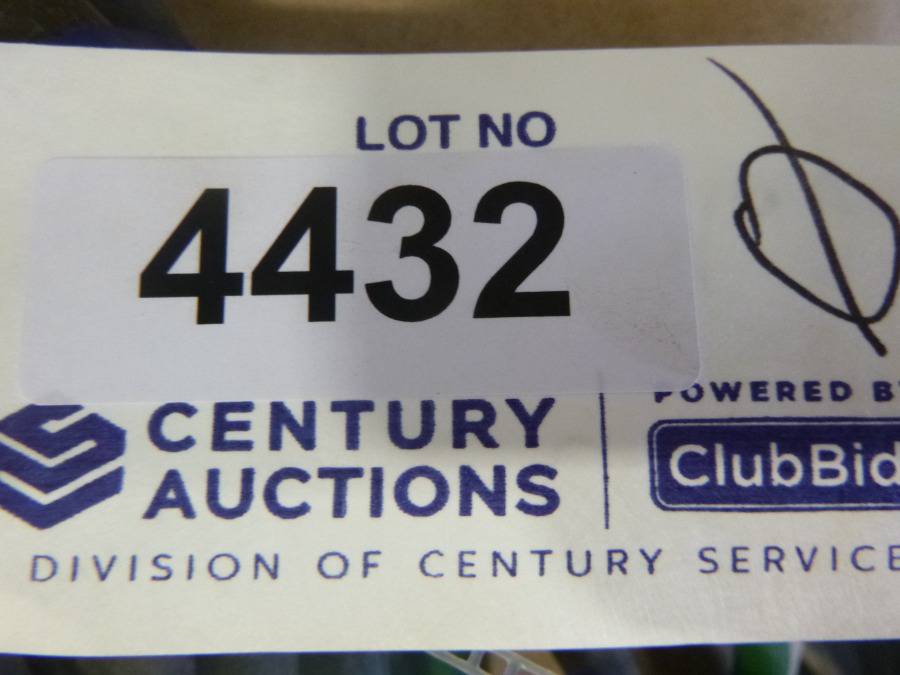 LOT NO
4432
CENTURY
AUCTIONS
POWERED B
ClubBid
DIVISION OF CENTURY SERVICE